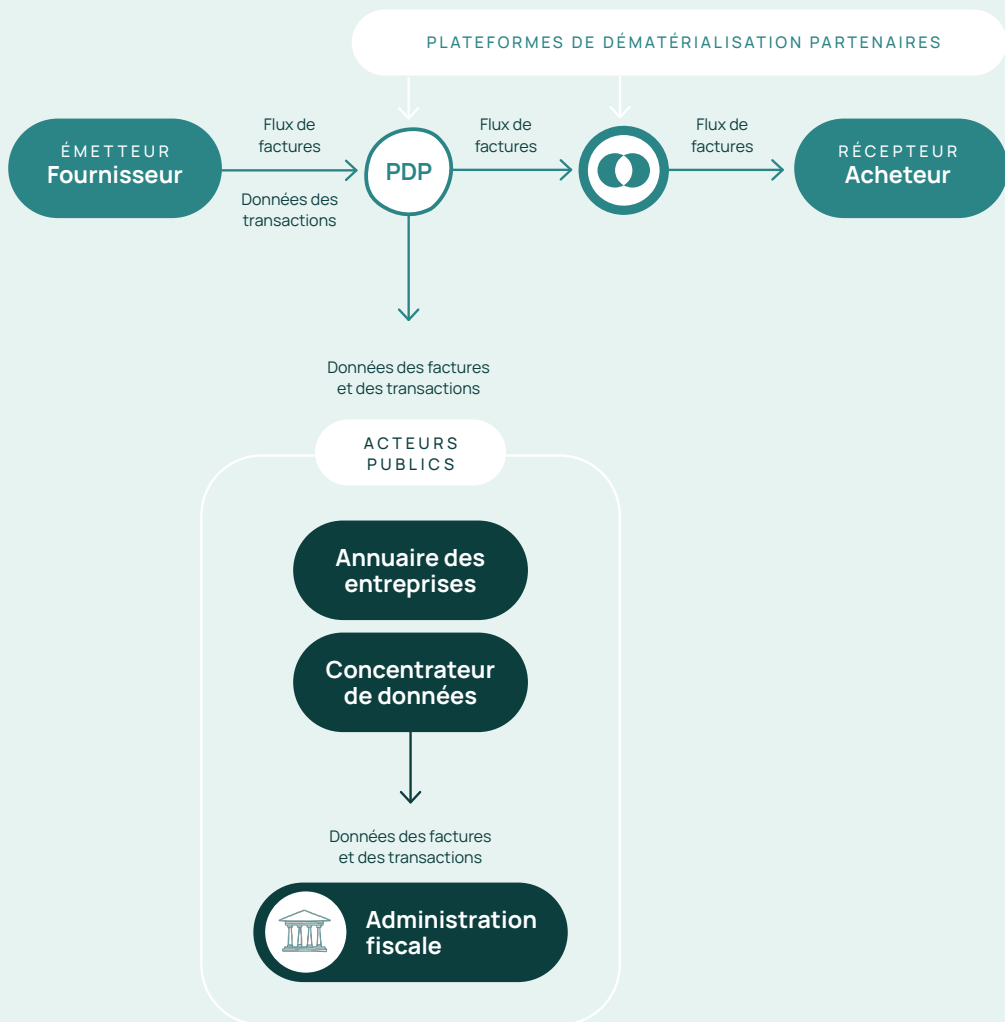 PLATEFORMES DE DÉMATÉRIALISATION PARTENAIRES
ÉMETTEUR
Fournisseur
Flux de
factures
Données des
transactions
PDP
Flux de
factures
Flux de
factures
RÉCEPTEUR
Acheteur
Données des factures
et des transactions
ACTEURS
PUBLICS
Annuaire des
entreprises
Concentrateur
de données
Données des factures
et des transactions
Administration
fiscale